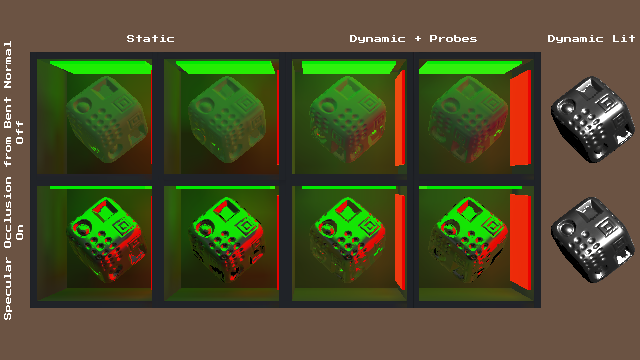 Static
Dynamic + Probes
Dynamic Lit
Specular Occlusion from Bent Normal
Off
On